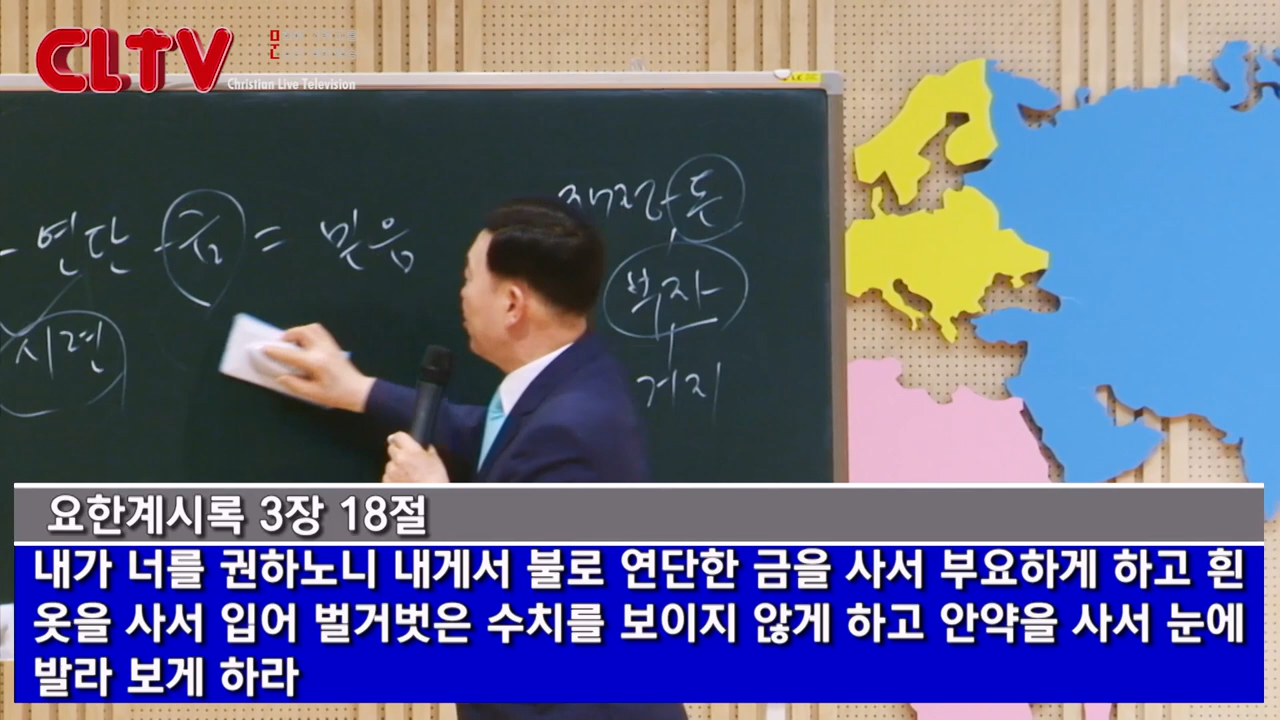 CLTV
Christian Live Television
연단 금 = 믿음
시련
재정 돈
부자
거지
요한계시록 3장 18절
내가 너를 권하노니 내게서 불로 연단한 금을 사서 부요하게 하고 흰
옷을 사서 입어 벌거벗은 수치를 보이지 않게 하고 안약을 사서 눈에
발라 보게 하라